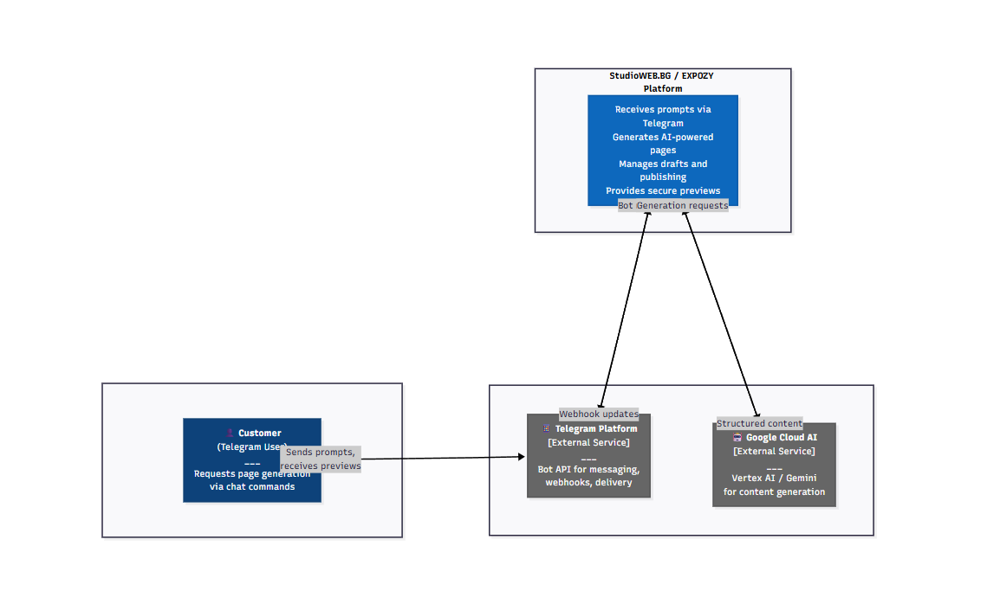 StudioWEB.BG / EXPOZY
Platform
Receives prompts via
Telegram
Generates AI-powered
pages
Manages drafts and
publishing
Provides secure previews
Bot Generation requests
Webhook updates
Structured content
Customer
(Telegram User)
___
Requests page generation
via chat commands
Sends prompts,
receives previews
Telegram Platform
[External Service]
___
Bot API for messaging,
webhooks, delivery
Google Cloud AI
[External Service]
___
Vertex AI / Gemini
for content generation